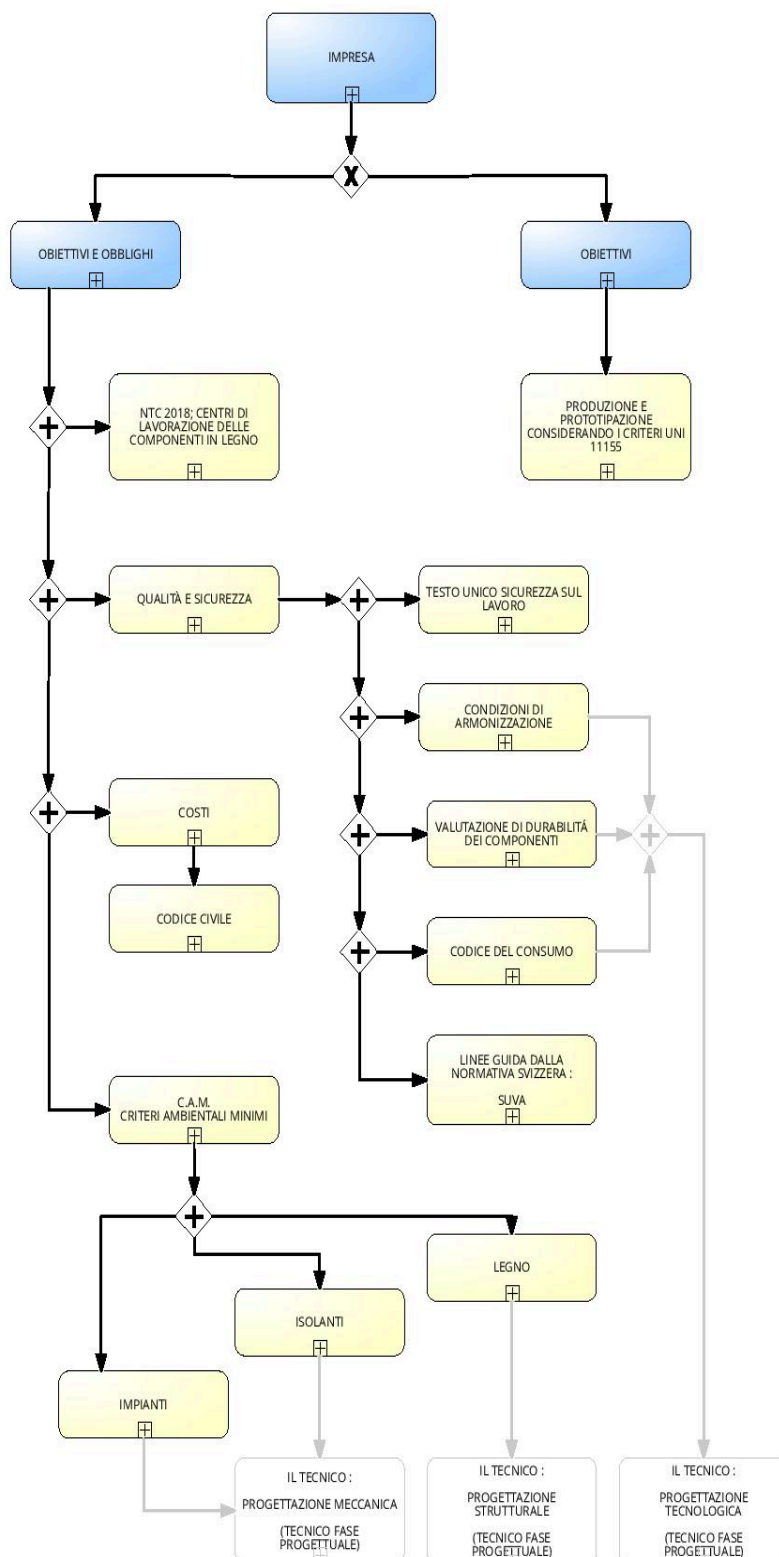 IMPRESA
OBIETTIVI E OBBLIGHI
OBIETTIVI
NTC 2018; CENTRI DI
LAVORAZIONE DELLE
COMPONENTI IN LEGNO
PRODUZIONE E
PROTOTIPAZIONE
CONSIDERANDO I CRITERI UNI
11155
QUALITÀ E SICUREZZA
TESTO UNICO SICUREZZA SUL
LAVORO
CONDIZIONI DI
ARMONIZZAZIONE
COSTI
VALUTAZIONE DI DURABILITÁ
DEI COMPONENTI
CODICE CIVILE
CODICE DEL CONSUMO
LINEE GUIDA DALLA
NORMATIVA SVIZZERA :
SUVA
C.A.M.
CRITERI AMBIENTALI MINIMI
LEGNO
ISOLANTI
IMPIANTI
IL TECNICO :
PROGETTAZIONE MECCANICA
(TECNICO FASE
PROGETTUALE)
IL TECNICO :
PROGETTAZIONE
STRUTTURALE
(TECNICO FASE
PROGETTUALE)
IL TECNICO :
PROGETTAZIONE
TECNOLOGICA
(TECNICO FASE
PROGETTUALE)